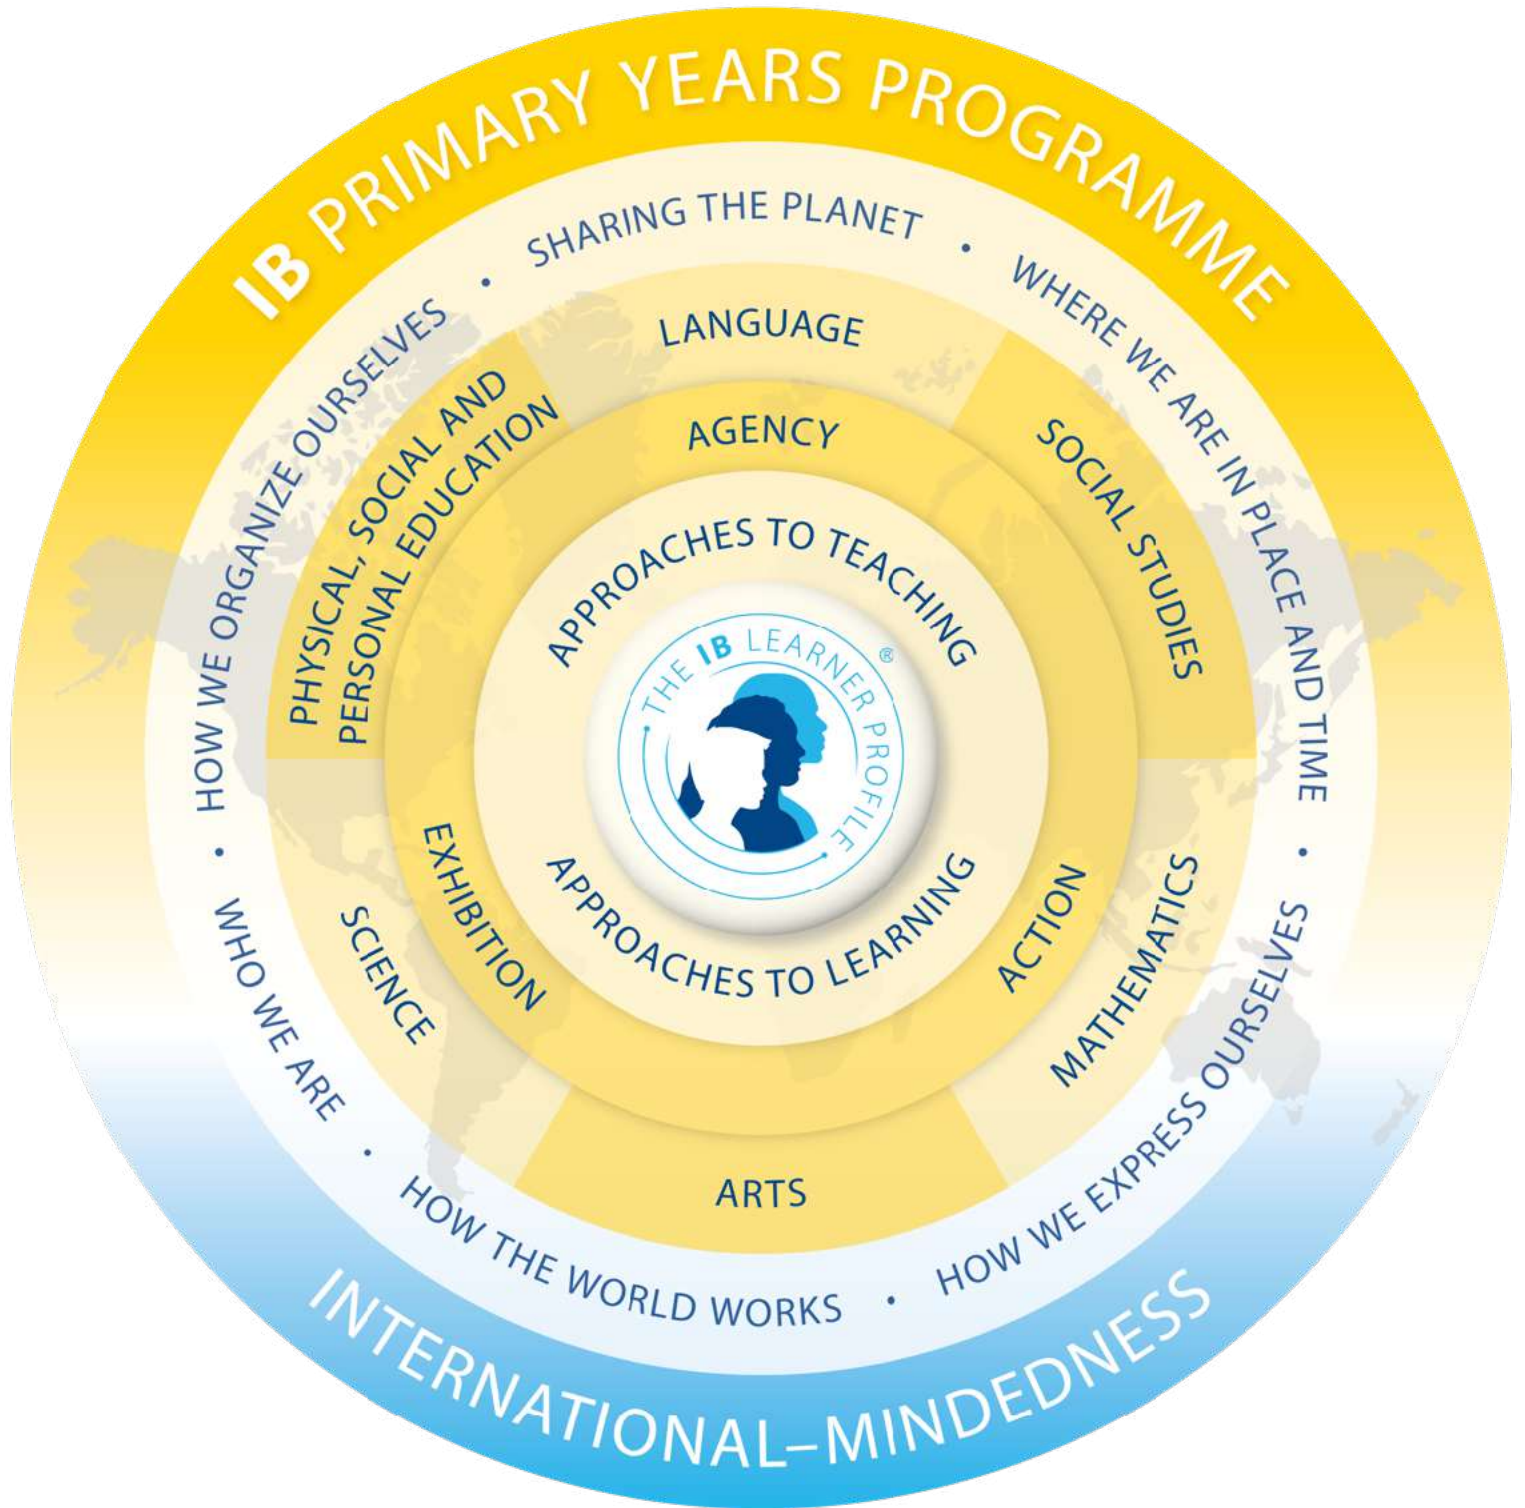 IB PRIMARY YEARS PROGRAMME
SHARING THE PLANET
•
WHERE WE ARE IN PLACE AND TIME
•
HOW WE EXPRESS OURSELVES
•
HOW THE WORLD WORKS
•
WHO WE ARE
•
HOW WE ORGANIZE OURSELVES
•
LANGUAGE
SOCIAL STUDIES
MATHEMATICS
ARTS
SCIENCE
PHYSICAL, SOCIAL AND
PERSONAL EDUCATION
AGENCY
ACTION
EXHIBITION
APPROACHES TO TEACHING
THE IB LEARNER PROFILE
®
APPROACHES TO LEARNING
INTERNATIONAL–MINDEDNESS